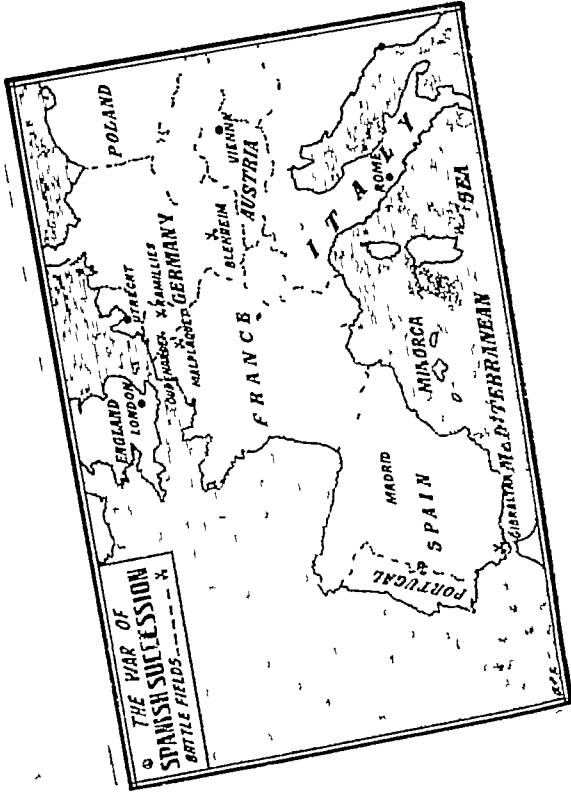 THE WAR OF
SPANISH SUCCESSION
BATTLE FIELDS------ X
ENGLAND
LONDON
UTRECHT
POLAND
OUDENARDEN
RAMILLIES
MALPLAQUET
GERMANY
BLENHEIM
VIENNA
AUSTRIA
FRANCE
ITALY
ROME
MADRID
SPAIN
PORTUGAL
MINORCA
GIBRALTAR
MEDITERRANEAN
SEA